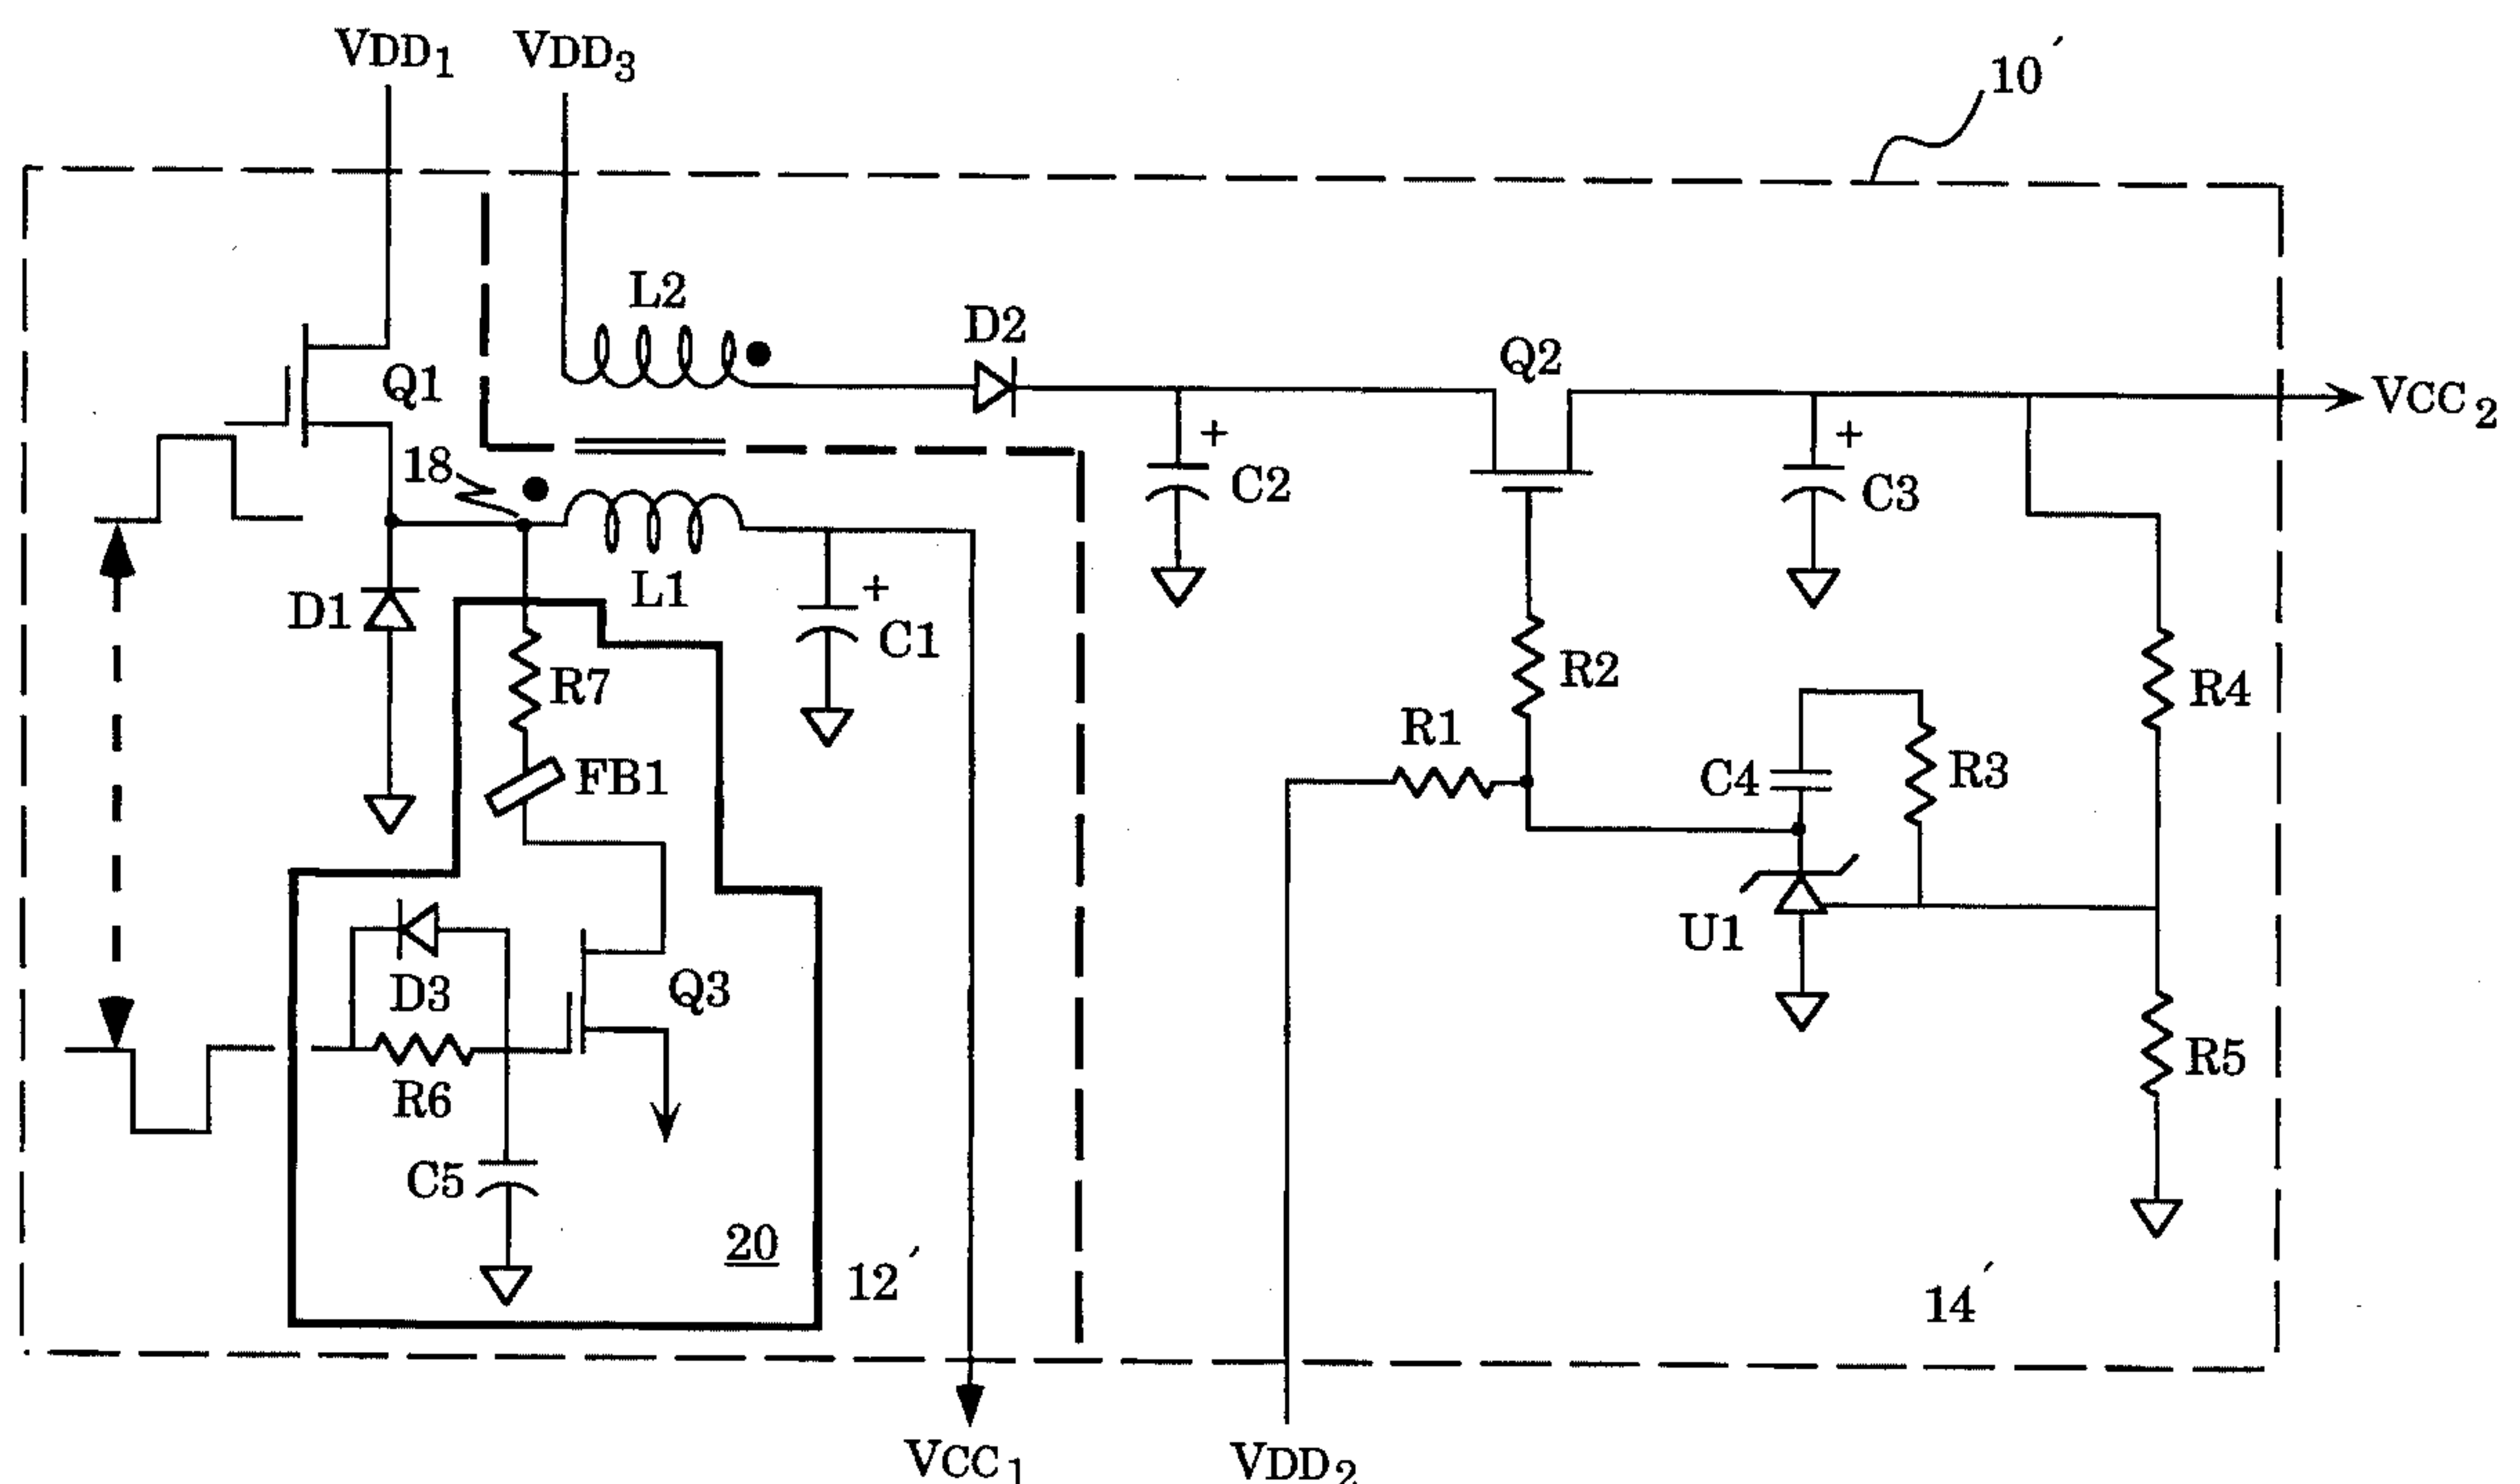 VDD1
VDD3
10′
L2
D2
Q2
VCC2
Q1
18
C2
C3
D1
L1
C1
R7
R2
R4
R1
FB1
C4
R3
U1
D3
Q3
R5
R6
C5
20
12′
14′
VCC1
VDD2